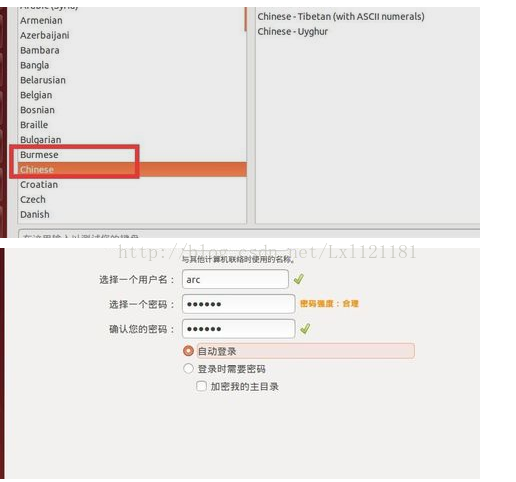 Arabic (Syria)
Armenian
Azerbaijani
Bambara
Bangla
Belarusian
Belgian
Bosnian
Braille
Bulgarian
Burmese
Chinese
Croatian
Czech
Danish
Chinese - Tibetan (with ASCII numerals)
Chinese - Uyghur
在这里输入以测试您的键盘
http://blog.csdn.net/Lx1121181
与其他计算机联络时使用的名称。
选择一个用户名： arc
选择一个密码： ●●●●●● 密码强度：合理
确认您的密码： ●●●●●●
自动登录
登录时需要密码
加密我的主目录